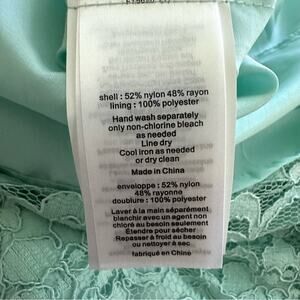 shell : 52% nylon 48% rayon
lining : 100% polyester
Hand wash separately
only non-chlorine bleach
as needed
Line dry
Cool iron as needed
or dry clean
Made in China
enveloppe : 52% nylon
48% rayonne
doublure : 100% polyester
Laver à la main séparément
blanchir avec un agent non
chloré au besoin seulement
Étendre pour sécher
Repasser à froid au besoin
ou nettoyer à sec
fabriqué en Chine